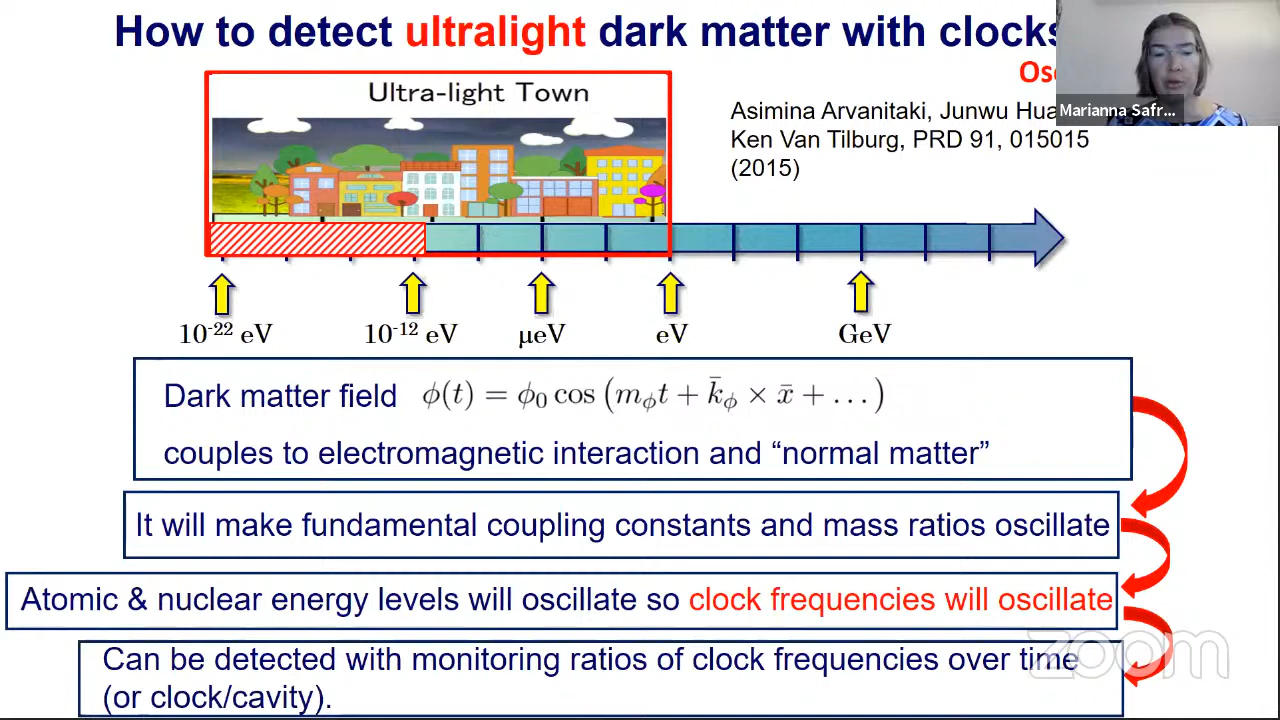 How to detect ultralight dark matter with clocks
Ultra-light Town
Asimina Arvanitaki, Junwu
Ken Van Tilburg, PRD 91, 015015
(2015)
Marianna Safr...
10⁻²² eV
10⁻¹² eV
μeV
eV
GeV
Dark matter field ϕ(t) = ϕ₀ cos (m_ϕ t + k̄_ϕ × x̄ + . . . )
couples to electromagnetic interaction and “normal matter”
It will make fundamental coupling constants and mass ratios oscillate
Atomic & nuclear energy levels will oscillate so clock frequencies will oscillate
Can be detected with monitoring ratios of clock frequencies over time
(or clock/cavity).
zoom